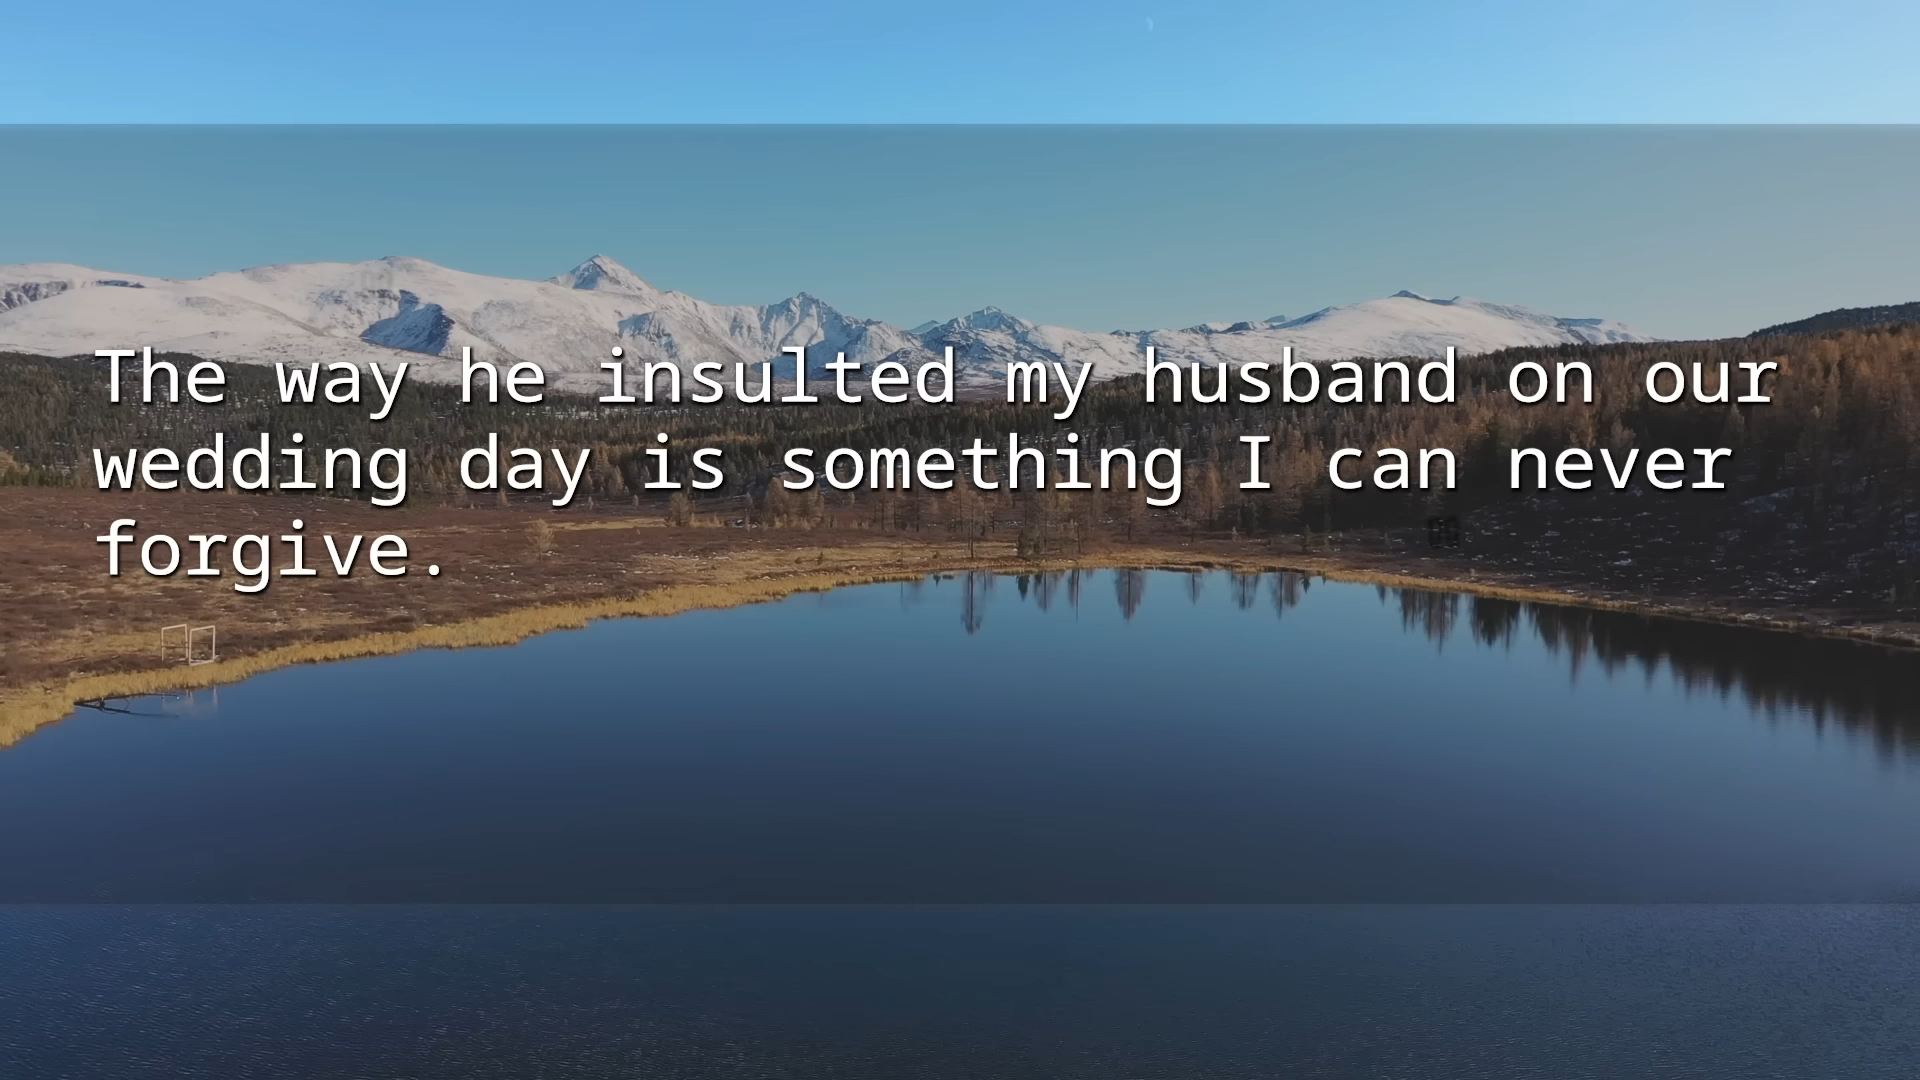 The way he insulted my husband on our
wedding day is something I can never
forgive.